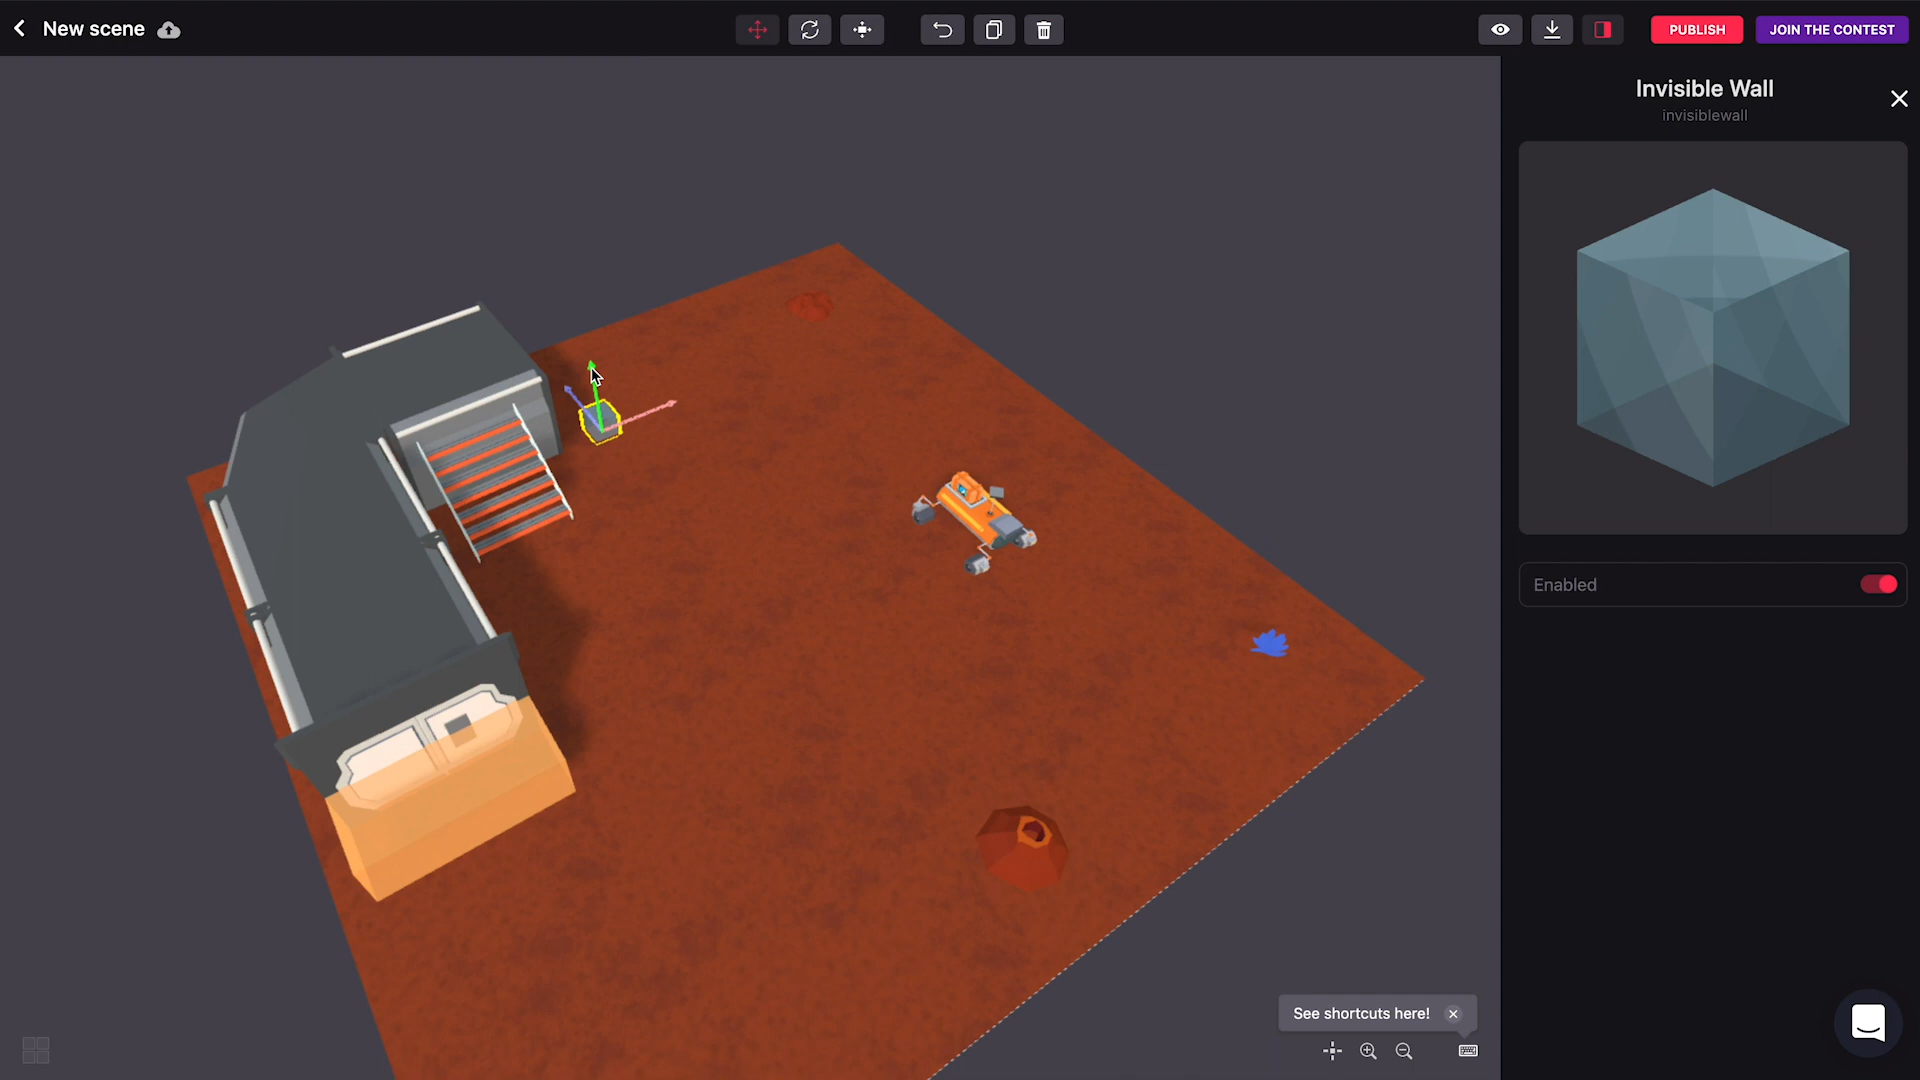 New scene
PUBLISH
JOIN THE CONTEST
Invisible Wall
invisiblewall
Enabled
See shortcuts here!